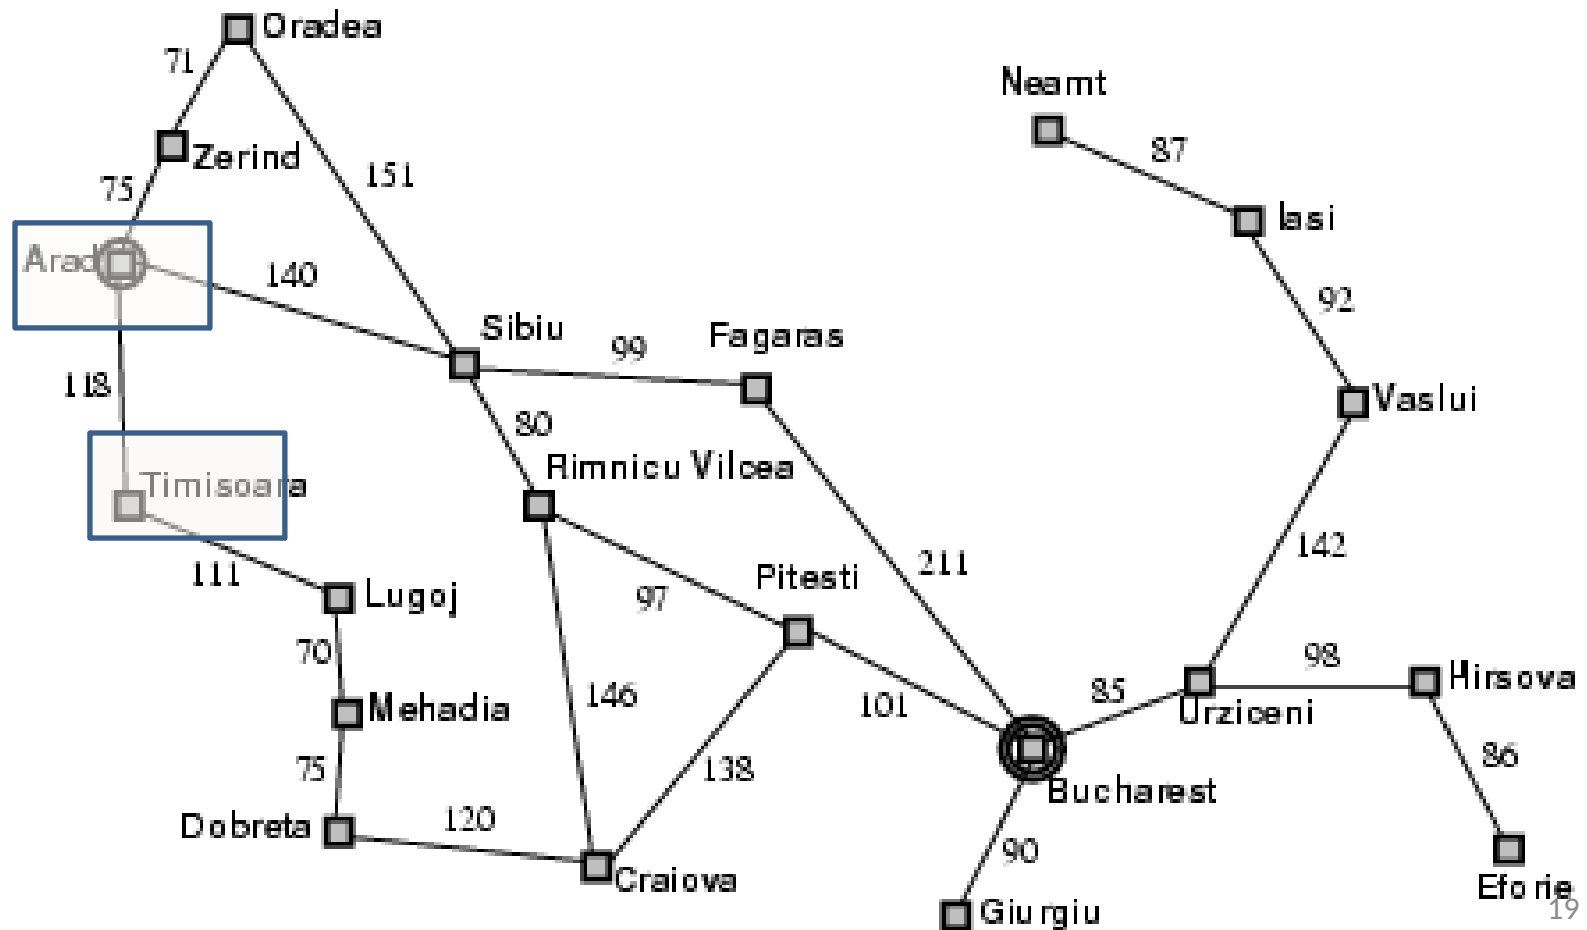 Oradea
71
Neamt
87
Zerind
151
75
Iasi
Arad
140
92
Sibiu
Fagaras
99
118
Vaslui
80
Rimnicu Vilcea
Timisoara
142
211
111
Pitesti
Lugoj
97
70
98
Hirsova
146
85
101
Mehadia
Urziceni
86
75
138
Bucharest
Dobreta
120
90
Craiova
Eforie
Giurgiu
19